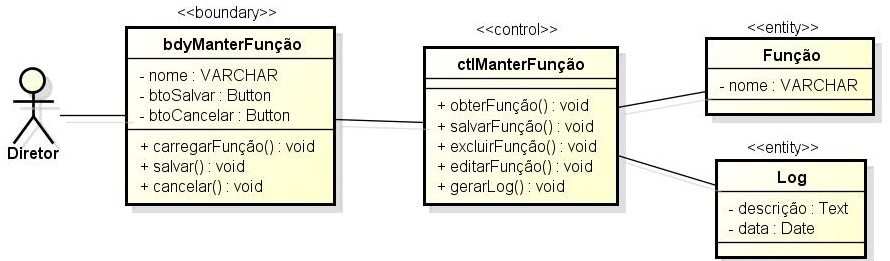 <<boundary>>
bdyManterFunção
- nome : VARCHAR
- btoSalvar : Button
- btoCancelar : Button
+ carregarFunção() : void
+ salvar() : void
+ cancelar() : void
Diretor
<<control>>
ctlManterFunção
+ obterFunção() : void
+ salvarFunção() : void
+ excluirFunção() : void
+ editarFunção() : void
+ gerarLog() : void
<<entity>>
Função
- nome : VARCHAR
<<entity>>
Log
- descrição : Text
- data : Date